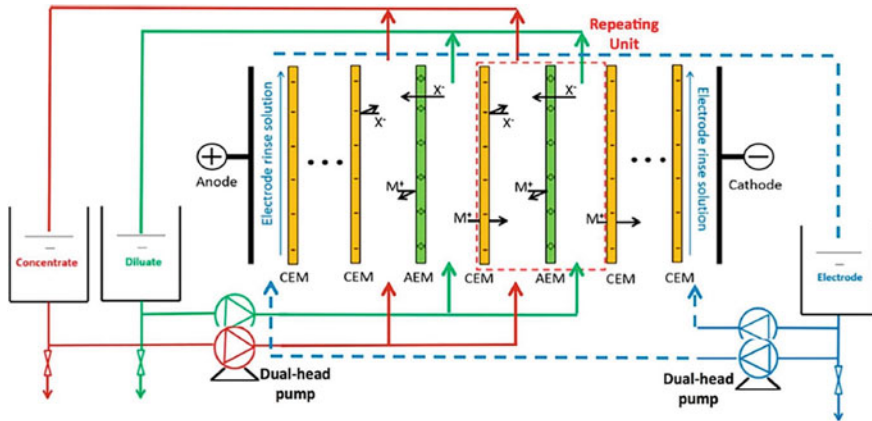 Repeating
Unit
Electrode rinse solution
Electrode rinse solution
X⁻
X⁻
X⁻
X⁻
+
Anode
−
Cathode
M⁺
M⁺
M⁺
M⁺
Concentrate
Diluate
Electrode
CEM
CEM
AEM
CEM
AEM
CEM
CEM
Dual-head
pump
Dual-head
pump